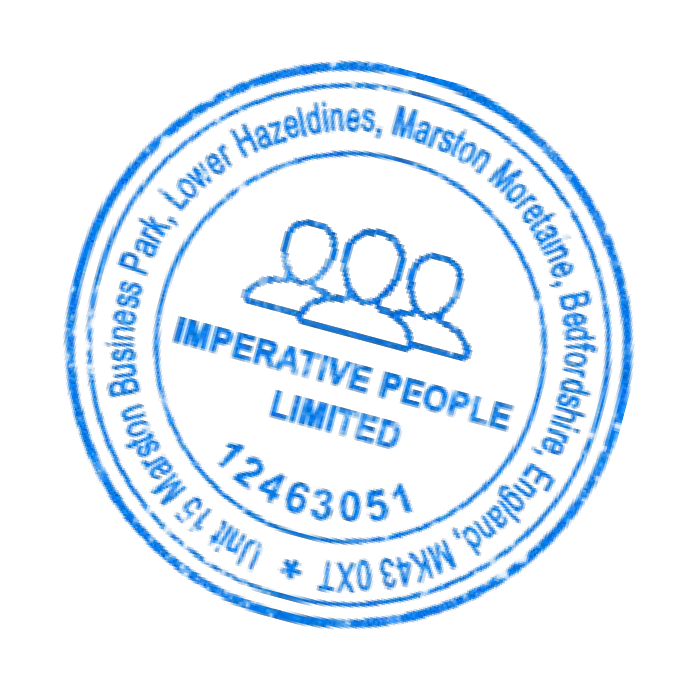 Unit 15 Marston Business Park, Lower Hazeldines, Marston Moretaine, Bedfordshire, England, MK43 0XT *
IMPERATIVE PEOPLE
LIMITED
12463051